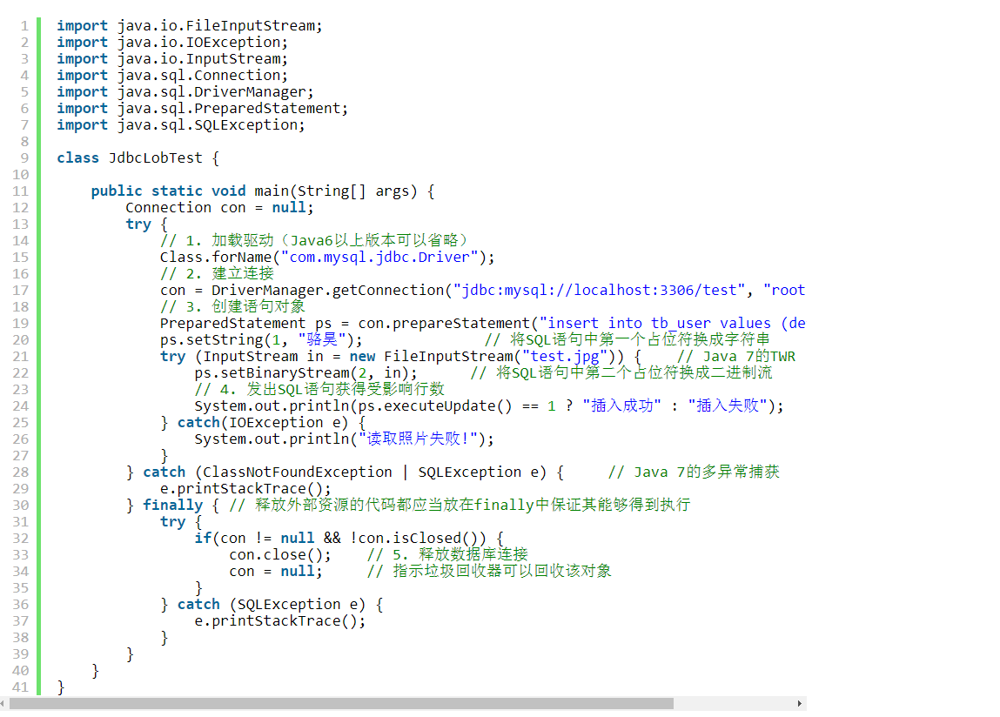 1 import java.io.FileInputStream;
2 import java.io.IOException;
3 import java.io.InputStream;
4 import java.sql.Connection;
5 import java.sql.DriverManager;
6 import java.sql.PreparedStatement;
7 import java.sql.SQLException;
8
9 class JdbcLobTest {
10
11     public static void main(String[] args) {
12         Connection con = null;
13         try {
14             // 1. 加载驱动（Java6以上版本可以省略）
15             Class.forName("com.mysql.jdbc.Driver");
16             // 2. 建立连接
17             con = DriverManager.getConnection("jdbc:mysql://localhost:3306/test", "root
18             // 3. 创建语句对象
19             PreparedStatement ps = con.prepareStatement("insert into tb_user values (de
20             ps.setString(1, "骆昊");              // 将SQL语句中第一个占位符换成字符串
21             try (InputStream in = new FileInputStream("test.jpg")) {    // Java 7的TWR
22                 ps.setBinaryStream(2, in);      // 将SQL语句中第二个占位符换成二进制流
23                 // 4. 发出SQL语句获得受影响行数
24                 System.out.println(ps.executeUpdate() == 1 ? "插入成功" : "插入失败");
25             } catch(IOException e) {
26                 System.out.println("读取照片失败!");
27             }
28         } catch (ClassNotFoundException | SQLException e) {     // Java 7的多异常捕获
29             e.printStackTrace();
30         } finally { // 释放外部资源的代码都应当放在finally中保证其能够得到执行
31             try {
32                 if(con != null && !con.isClosed()) {
33                     con.close();    // 5. 释放数据库连接
34                     con = null;     // 指示垃圾回收器可以回收该对象
35                 }
36             } catch (SQLException e) {
37                 e.printStackTrace();
38             }
39         }
40     }
41 }